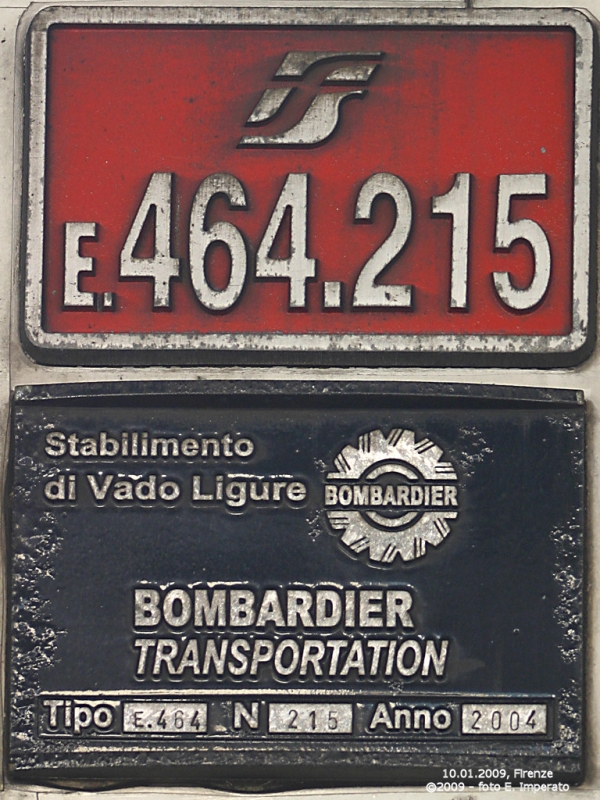 E.464.215
Stabilimento
di Vado Ligure
BOMBARDIER
BOMBARDIER
TRANSPORTATION
Tipo E.464 N 215 Anno 2004
10.01.2009, Firenze
©2009 - foto E. Imperato